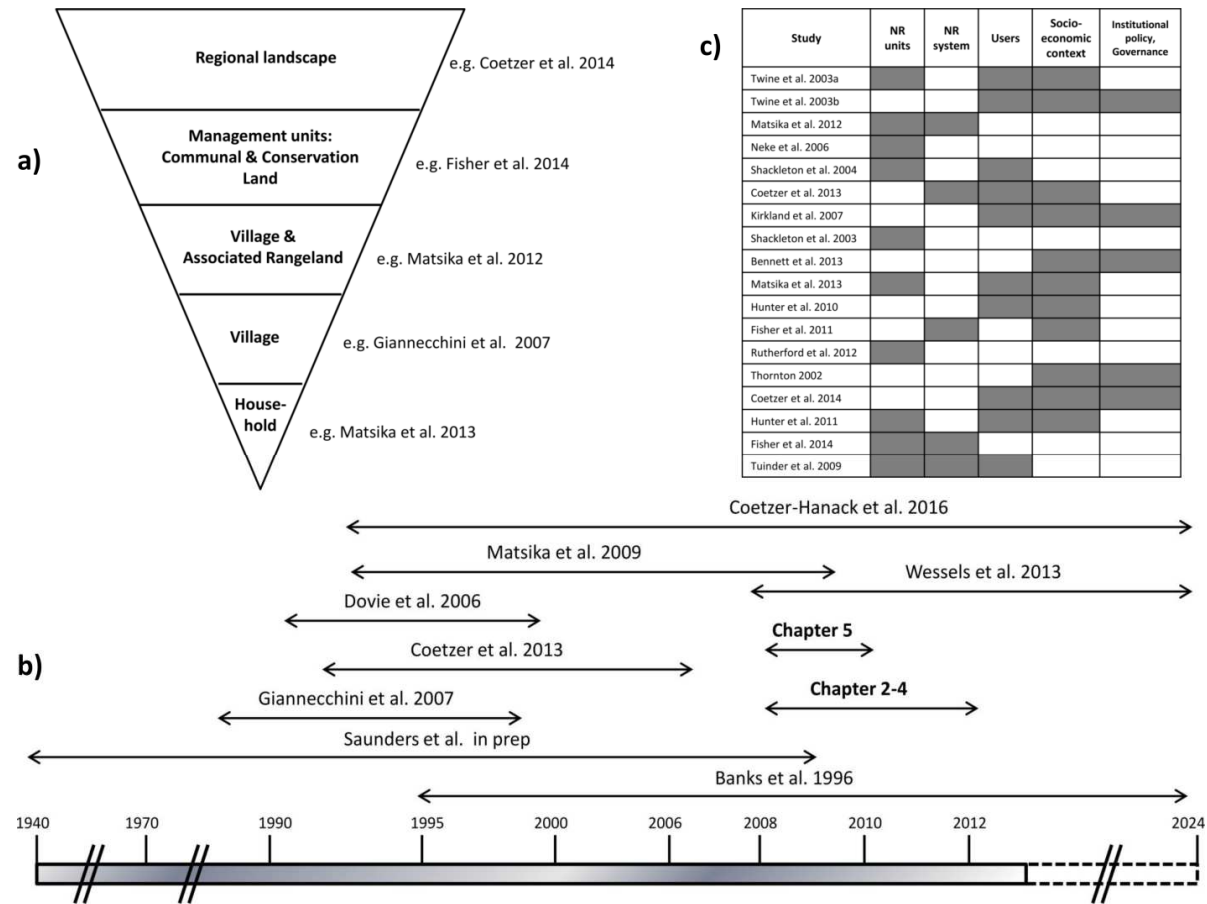 a)
Regional landscape
e.g. Coetzer et al. 2014
Management units:
Communal & Conservation
Land
e.g. Fisher et al. 2014
Village &
Associated Rangeland
e.g. Matsika et al. 2012
Village
e.g. Giannecchini et al. 2007
House-
hold
e.g. Matsika et al. 2013
c)
Study
NR
units
NR
system
Users
Socio-
economic
context
Institutional
policy,
Governance
Twine et al. 2003a
Twine et al. 2003b
Matsika et al. 2012
Neke et al. 2006
Shackleton et al. 2004
Coetzer et al. 2013
Kirkland et al. 2007
Shackleton et al. 2003
Bennett et al. 2013
Matsika et al. 2013
Hunter et al. 2010
Fisher et al. 2011
Rutherford et al. 2012
Thornton 2002
Coetzer et al. 2014
Hunter et al. 2011
Fisher et al. 2014
Tuinder et al. 2009
b)
Coetzer-Hanack et al. 2016
Matsika et al. 2009
Wessels et al. 2013
Dovie et al. 2006
Chapter 5
Coetzer et al. 2013
Chapter 2-4
Giannecchini et al. 2007
Saunders et al. in prep
Banks et al. 1996
1940 1970 1990 1995 2000 2006 2008 2010 2012 2024